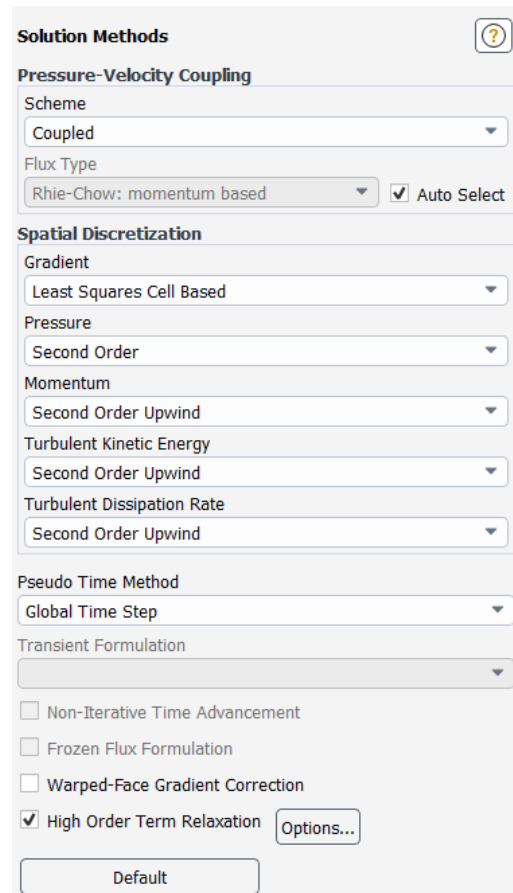 Solution Methods
?
Pressure-Velocity Coupling
Scheme
Coupled
Flux Type
Rhie-Chow: momentum based Auto Select
Spatial Discretization
Gradient
Least Squares Cell Based
Pressure
Second Order
Momentum
Second Order Upwind
Turbulent Kinetic Energy
Second Order Upwind
Turbulent Dissipation Rate
Second Order Upwind
Pseudo Time Method
Global Time Step
Transient Formulation
Non-Iterative Time Advancement
Frozen Flux Formulation
Warped-Face Gradient Correction
High Order Term Relaxation Options...
Default